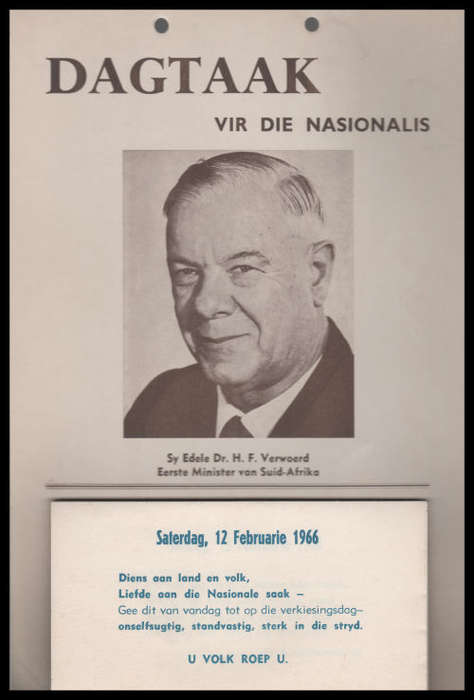 DAGTAAK
VIR DIE NASIONALIS
Sy Edele Dr. H. F. Verwoerd
Eerste Minister van Suid-Afrika
Saterdag, 12 Februarie 1966
Diens aan land en volk,
Liefde aan die Nasionale saak –
Gee dit van vandag tot op die verkiesingsdag–
onselfsugtig, standvastig, sterk in die stryd.
U VOLK ROEP U.